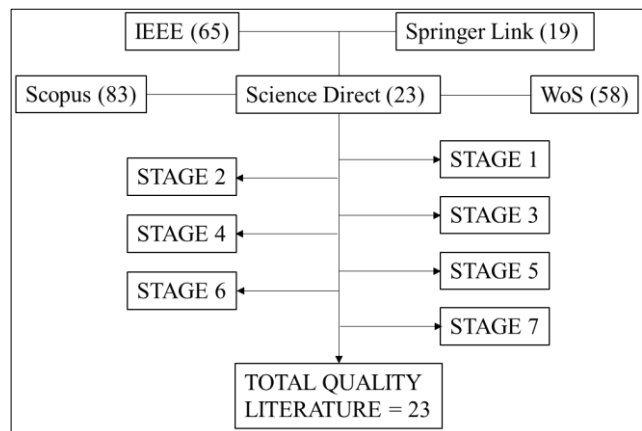 IEEE (65)
Springer Link (19)
Scopus (83)
Science Direct (23)
WoS (58)
STAGE 1
STAGE 2
STAGE 3
STAGE 4
STAGE 5
STAGE 6
STAGE 7
TOTAL QUALITY
LITERATURE = 23